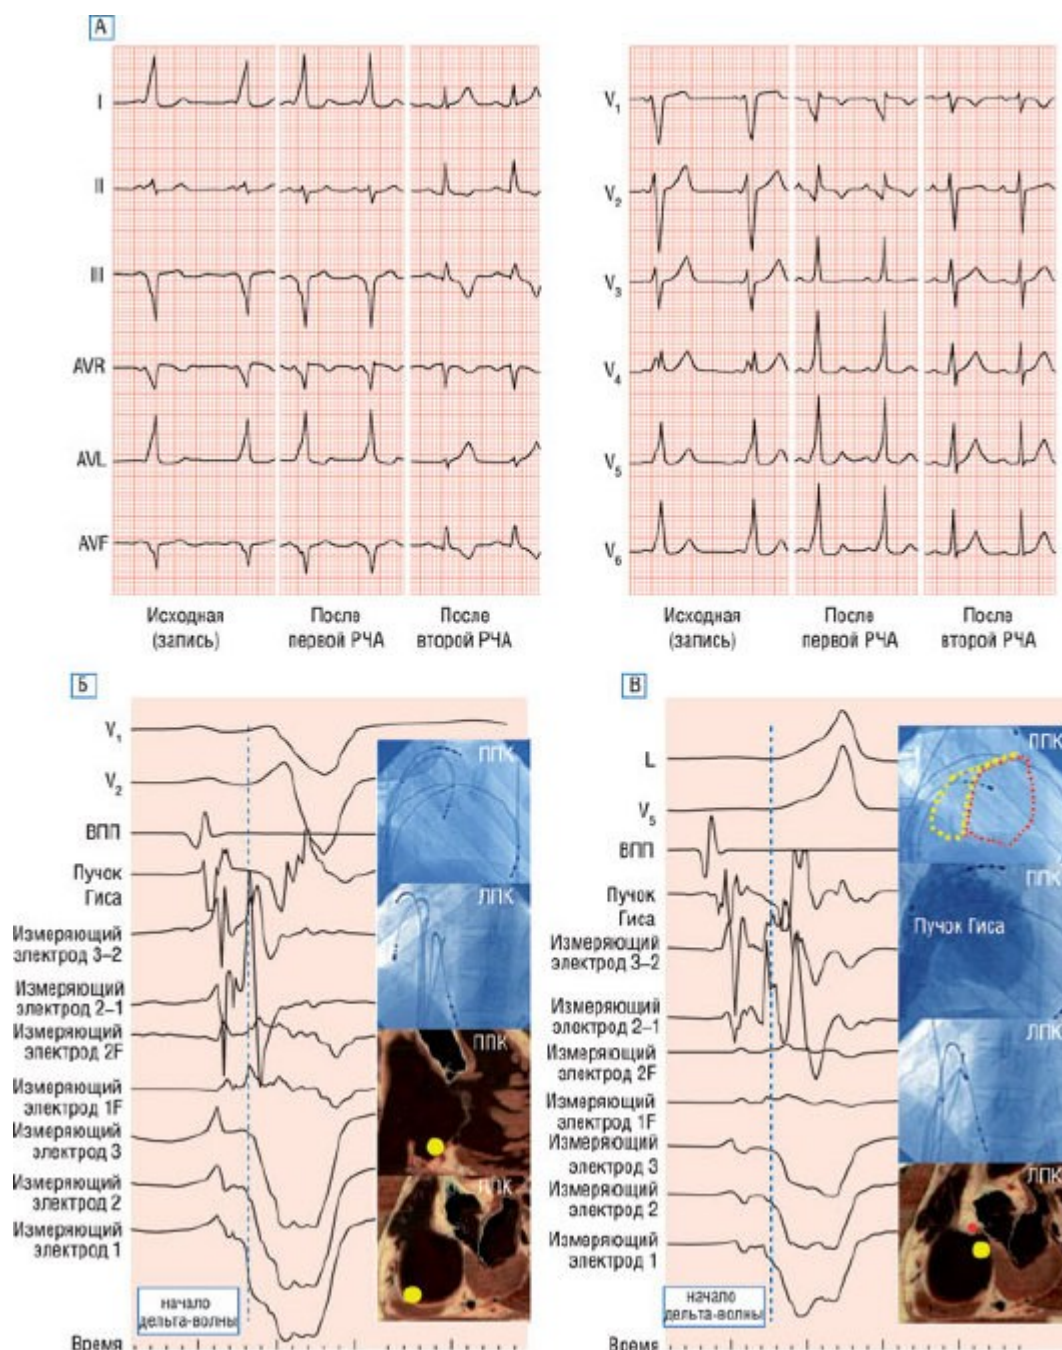 А
I
II
III
AVR
AVL
AVF
V1
V2
V3
V4
V5
V6
Исходная
(запись)
После
первой РЧА
После
второй РЧА
Исходная
(запись)
После
первой РЧА
После
второй РЧА
Б
V1
V2
ВПП
Пучок
Гиса
Измеряющий
электрод 3–2
Измеряющий
электрод 2–1
Измеряющий
электрод 2F
Измеряющий
электрод 1F
Измеряющий
электрод 3
Измеряющий
электрод 2
Измеряющий
электрод 1
начало
дельта-волны
Время
ППК
ЛПК
ППК
ЛПК
В
L
V5
ВПП
Пучок
Гиса
Измеряющий
электрод 3–2
Измеряющий
электрод 2–1
Измеряющий
электрод 2F
Измеряющий
электрод 1F
Измеряющий
электрод 3
Измеряющий
электрод 2
Измеряющий
электрод 1
начало
дельта-волны
Время
ППК
ППК
Пучок Гиса
ЛПК
ЛПК